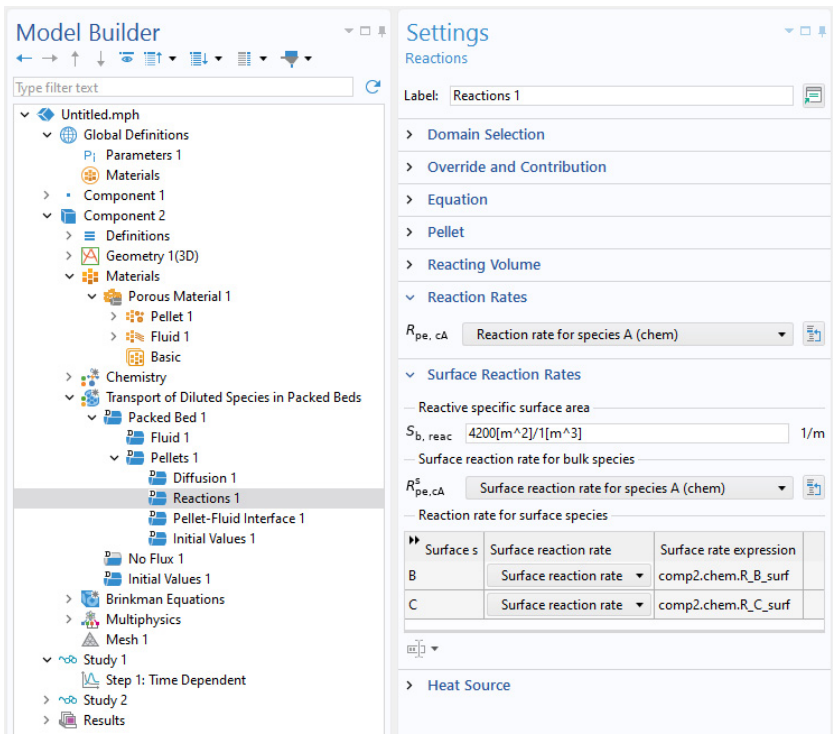 Model Builder
Type filter text
Untitled.mph
Global Definitions
Pi Parameters 1
Materials
Component 1
Component 2
Definitions
Geometry 1(3D)
Materials
Porous Material 1
Pellet 1
Fluid 1
Basic
Chemistry
Transport of Diluted Species in Packed Beds
Packed Bed 1
Fluid 1
Pellets 1
Diffusion 1
Reactions 1
Pellet-Fluid Interface 1
Initial Values 1
No Flux 1
Initial Values 1
Brinkman Equations
Multiphysics
Mesh 1
Study 1
Step 1: Time Dependent
Study 2
Results
Settings
Reactions
Label: Reactions 1
Domain Selection
Override and Contribution
Equation
Pellet
Reacting Volume
Reaction Rates
Rpe, cA Reaction rate for species A (chem)
Surface Reaction Rates
Reactive specific surface area
Sb, reac 4200[m^2]/1[m^3] 1/m
Surface reaction rate for bulk species
R^s pe,cA Surface reaction rate for species A (chem)
Reaction rate for surface species
Surface s Surface reaction rate Surface rate expression
B Surface reaction rate comp2.chem.R_B_surf
C Surface reaction rate comp2.chem.R_C_surf
Heat Source